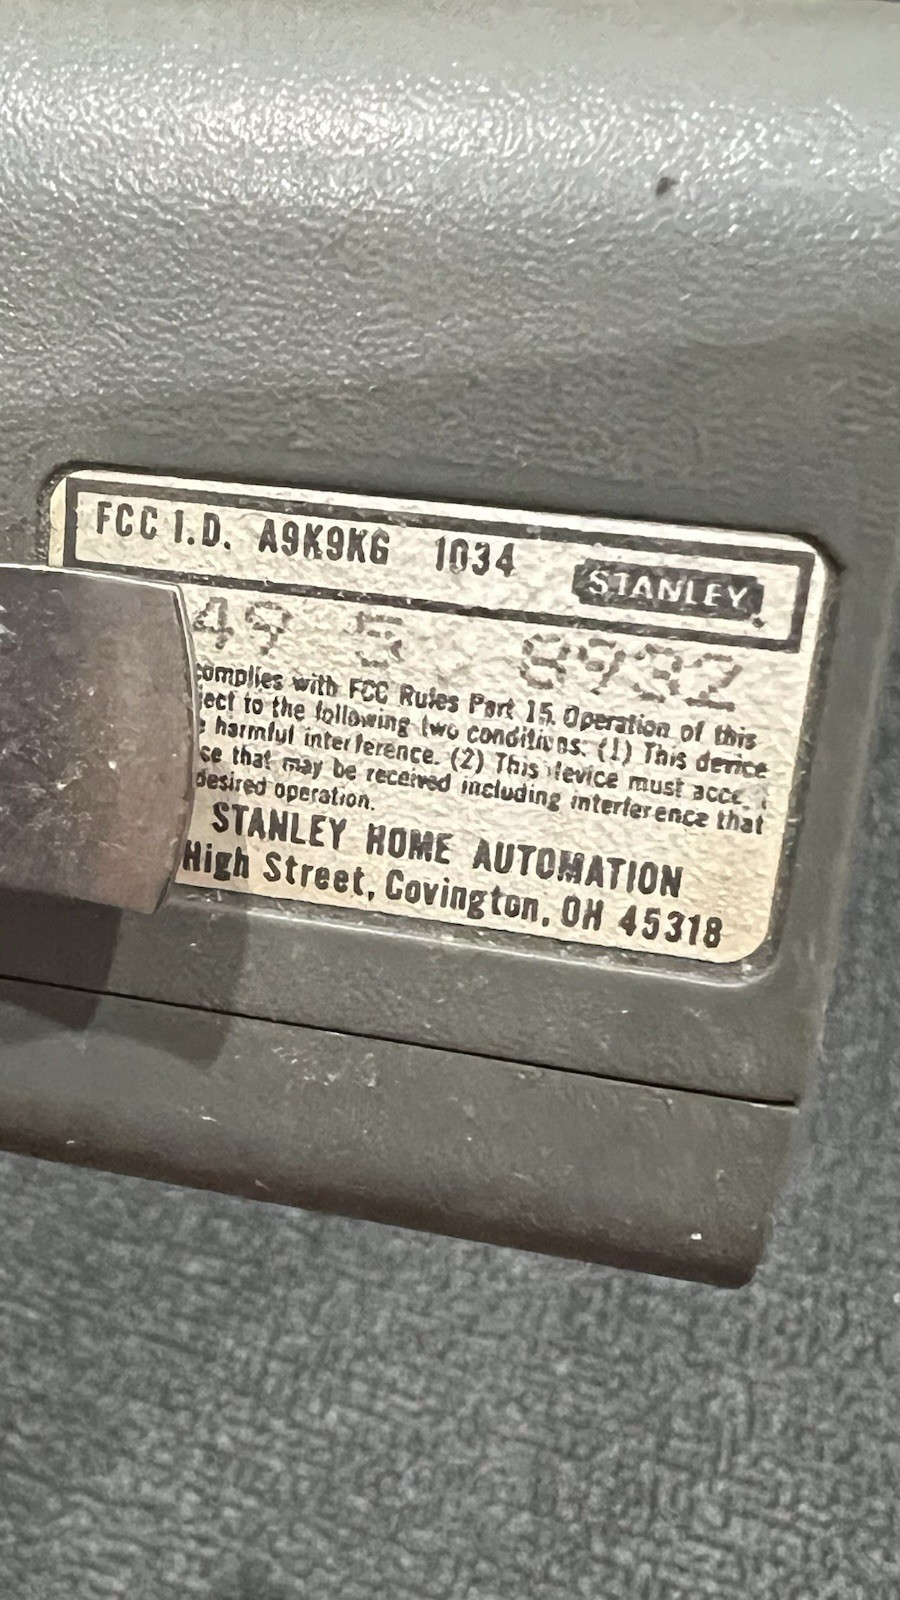 FCC I.D. A9K9KG 1034
STANLEY
49 5 8932
complies with FCC Rules Part 15. Operation of this
ject to the following two conditions: (1) This device
harmful interference. (2) This device must
se that may be received including interference that
desired operation.
STANLEY HOME AUTOMATION
High Street, Covington, OH 45318